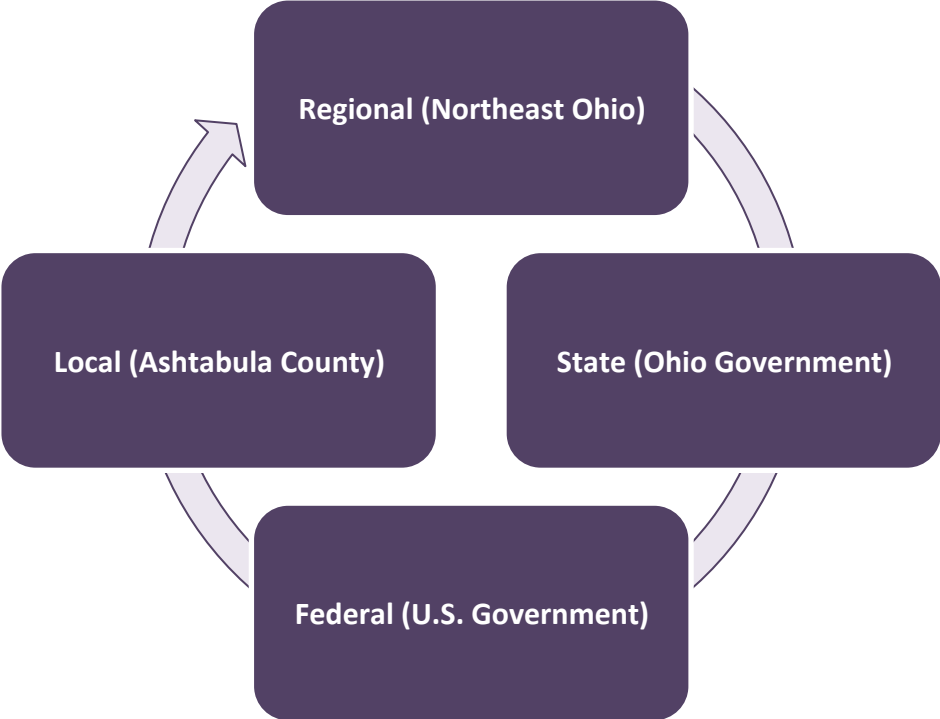 Regional (Northeast Ohio)
Local (Ashtabula County)
State (Ohio Government)
Federal (U.S. Government)